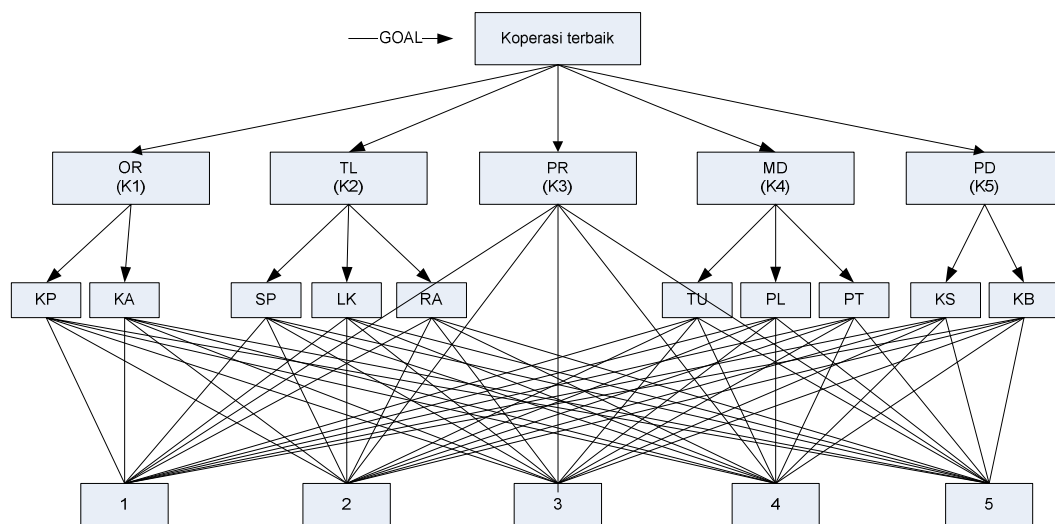 GOAL
Koperasi terbaik
OR
(K1)
TL
(K2)
PR
(K3)
MD
(K4)
PD
(K5)
KP
KA
SP
LK
RA
TU
PL
PT
KS
KB
1
2
3
4
5